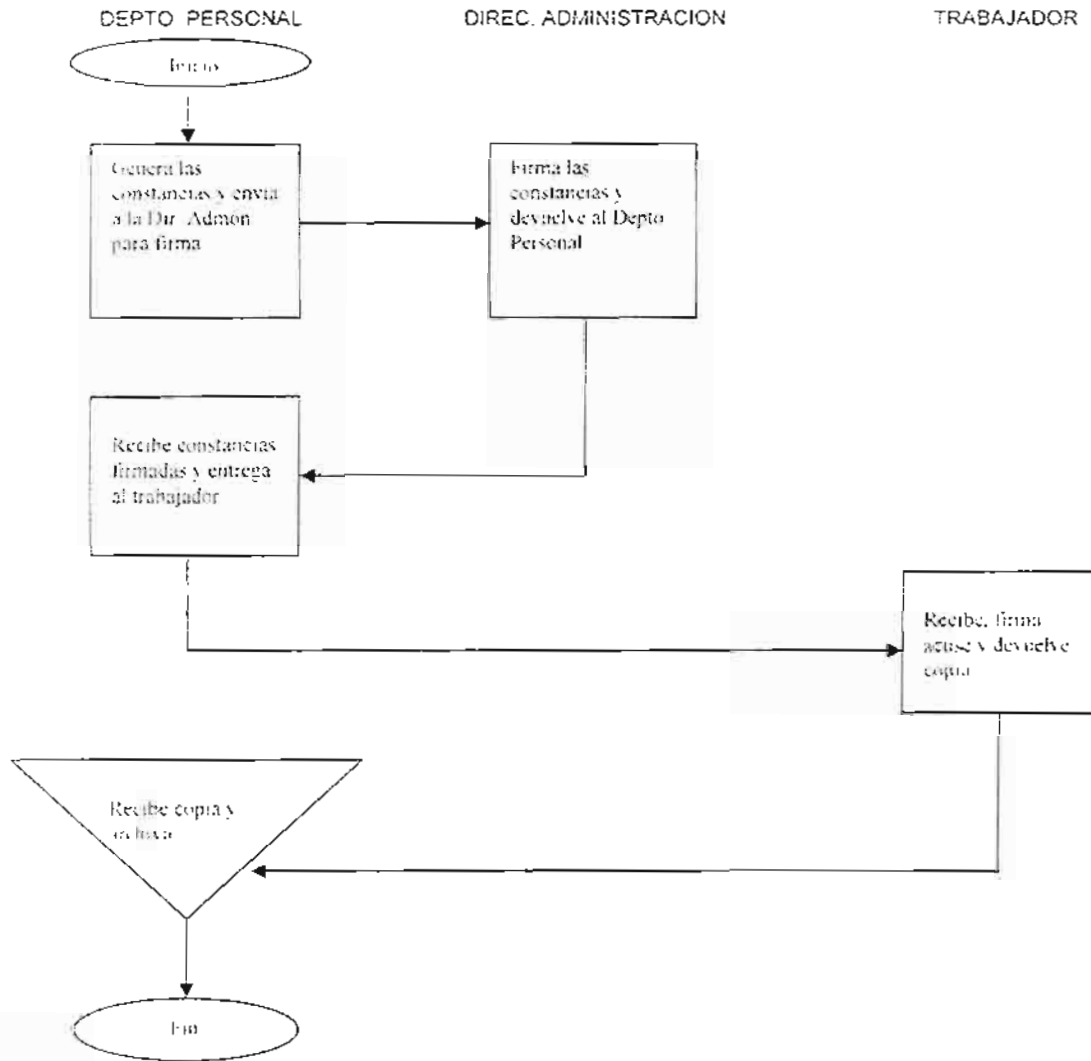 DEPTO PERSONAL
DIREC. ADMINISTRACION
TRABAJADOR
Inicio
Genera las
constancias y envia
a la Dir. Admón
para firma
Firma las
constancias y
devuelve al Depto
Personal
Recibe constancias
firmadas y entrega
al trabajador
Recibe, firma
acuse y devuelve
copia
Recibe copia y
archiva
Fin